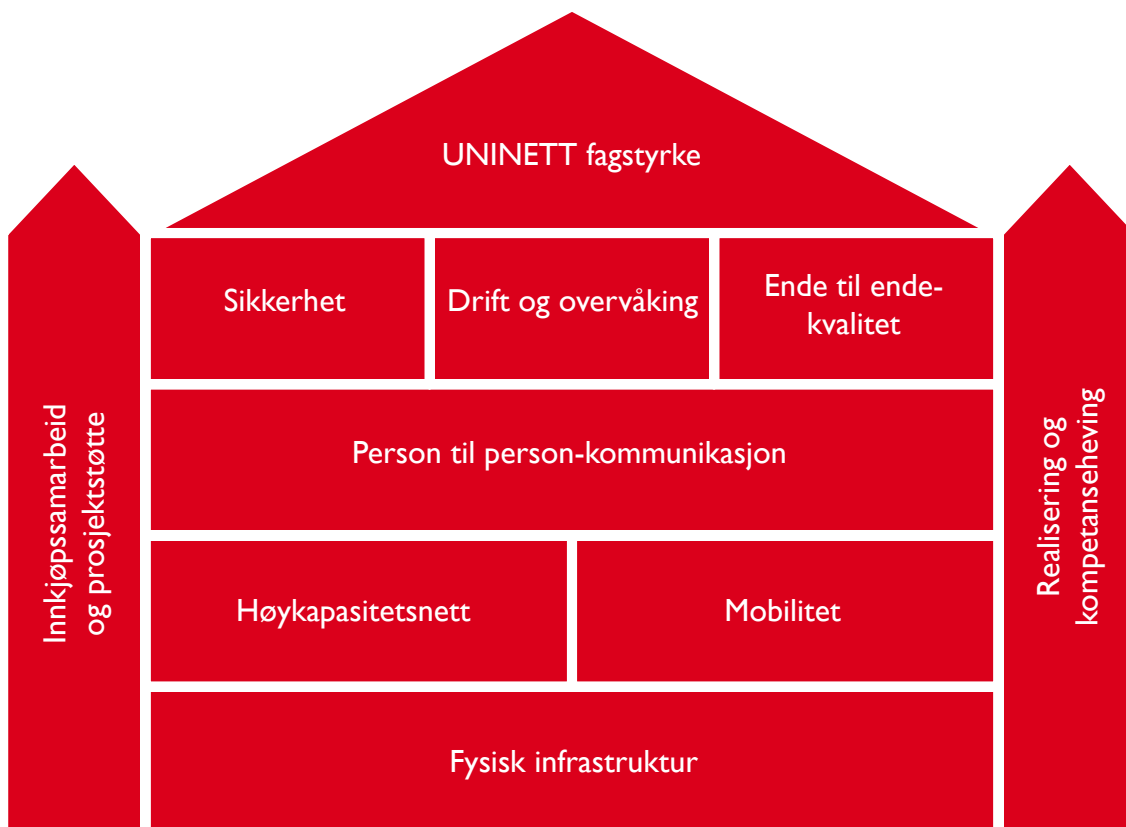 UNINETT fagstyrke
Sikkerhet
Drift og overvåking
Ende til ende-
kvalitet
Person til person-kommunikasjon
Høykapasitetsnett
Mobilitet
Fysisk infrastruktur
Innkjøpssamarbeid
og prosjektstøtte
Realisering og
kompetanseheving